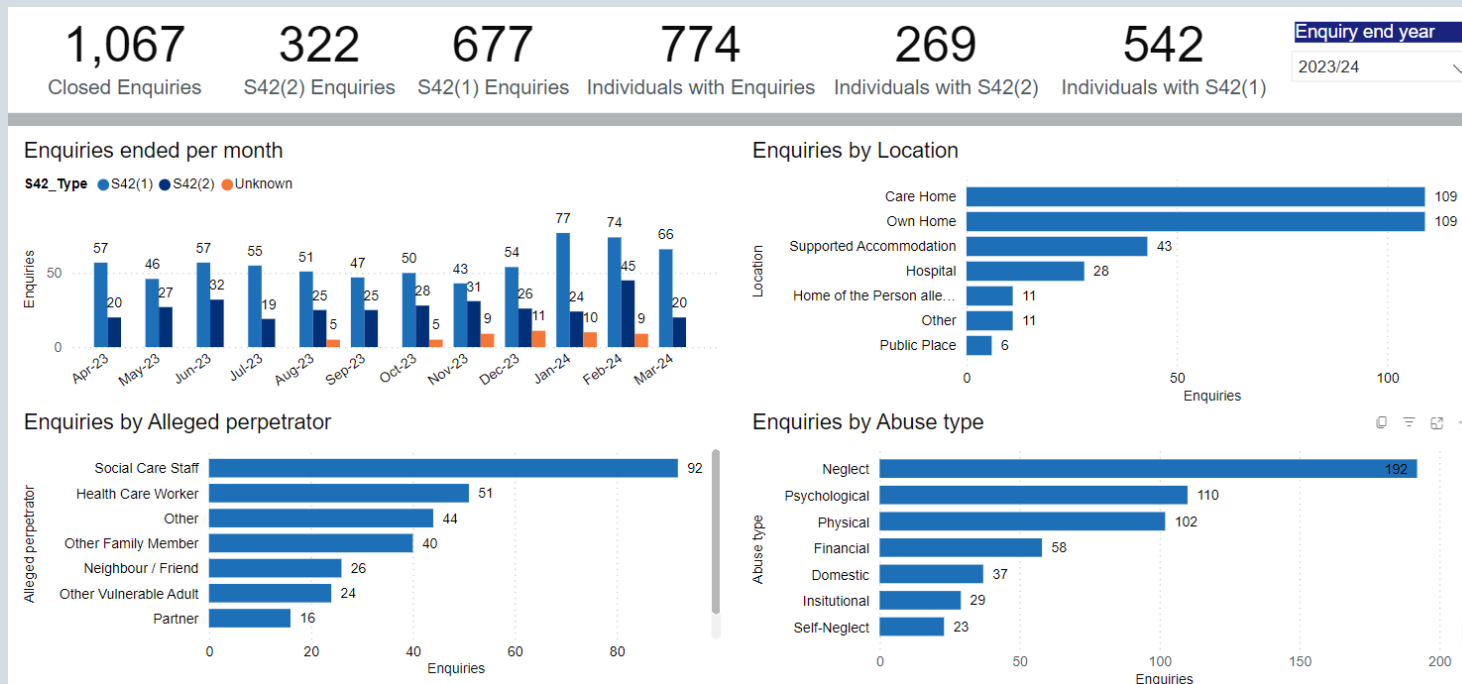 1,067
Closed Enquiries
322
S42(2) Enquiries
677
S42(1) Enquiries
774
Individuals with Enquiries
269
Individuals with S42(2)
542
Individuals with S42(1)
Enquiry end year
2023/24
Enquiries ended per month
S42_Type S42(1) S42(2) Unknown
Enquiries
50
0
57 20
46 27
57 32
55 19
51 25 5
47 25
50 28 5
43 31 9
54 26 11
77 24 10
74 45 9
66 20
Apr-23 May-23 Jun-23 Jul-23 Aug-23 Sep-23 Oct-23 Nov-23 Dec-23 Jan-24 Feb-24 Mar-24
Enquiries by Location
Location
Care Home 109
Own Home 109
Supported Accommodation 43
Hospital 28
Home of the Person alle... 11
Other 11
Public Place 6
0 50 100
Enquiries
Enquiries by Alleged perpetrator
Alleged perpetrator
Social Care Staff 92
Health Care Worker 51
Other 44
Other Family Member 40
Neighbour / Friend 26
Other Vulnerable Adult 24
Partner 16
0 20 40 60 80
Enquiries
Enquiries by Abuse type
Abuse type
Neglect 192
Psychological 110
Physical 102
Financial 58
Domestic 37
Insitutional 29
Self-Neglect 23
0 50 100 150 200
Enquiries